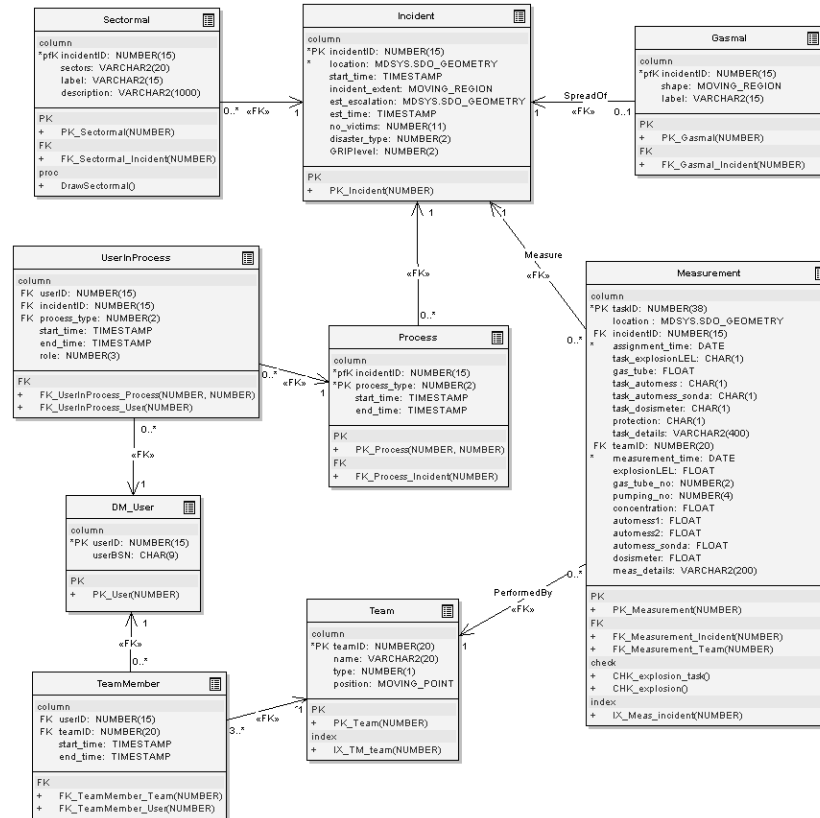 Sectormal
column
*pfK incidentID: NUMBER(15)
sectors: VARCHAR2(20)
label: VARCHAR2(15)
description: VARCHAR2(1000)
PK
+ PK_Sectormal(NUMBER)
FK
+ FK_Sectormal_Incident(NUMBER)
proc
+ DrawSectormal()
0..*
«FK»
1
Incident
column
*PK incidentID: NUMBER(15)
* location: MDSYS.SDO_GEOMETRY
start_time: TIMESTAMP
incident_extent: MOVING_REGION
est_escalation: MDSYS.SDO_GEOMETRY
est_time: TIMESTAMP
no_victims: NUMBER(11)
disaster_type: NUMBER(2)
GRIPlevel: NUMBER(2)
PK
+ PK_Incident(NUMBER)
1
SpreadOf
«FK»
0..1
Gasmal
column
*pfK incidentID: NUMBER(15)
shape: MOVING_REGION
label: VARCHAR2(15)
PK
+ PK_Gasmal(NUMBER)
FK
+ FK_Gasmal_Incident(NUMBER)
1
«FK»
0..*
1
Measure
«FK»
0..*
UserInProcess
column
FK userID: NUMBER(15)
FK incidentID: NUMBER(15)
FK process_type: NUMBER(2)
start_time: TIMESTAMP
end_time: TIMESTAMP
role: NUMBER(3)
FK
+ FK_UserInProcess_Process(NUMBER, NUMBER)
+ FK_UserInProcess_User(NUMBER)
0..*
«FK»
1
Process
column
*pfK incidentID: NUMBER(15)
*PK process_type: NUMBER(2)
start_time: TIMESTAMP
end_time: TIMESTAMP
PK
+ PK_Process(NUMBER, NUMBER)
FK
+ FK_Process_Incident(NUMBER)
Measurement
column
*PK taskID: NUMBER(38)
location : MDSYS.SDO_GEOMETRY
FK incidentID: NUMBER(15)
* assignment_time: DATE
task_explosionLEL: CHAR(1)
gas_tube: FLOAT
task_automess : CHAR(1)
task_automess_sonda: CHAR(1)
task_dosismeter: CHAR(1)
protection: CHAR(1)
task_details: VARCHAR2(400)
FK teamID: NUMBER(20)
* measurement_time: DATE
explosionLEL: FLOAT
gas_tube_no: NUMBER(2)
pumping_no: NUMBER(4)
concentration: FLOAT
automess1: FLOAT
automess2: FLOAT
automess_sonda: FLOAT
dosismeter: FLOAT
meas_details: VARCHAR2(200)
PK
+ PK_Measurement(NUMBER)
FK
+ FK_Measurement_Incident(NUMBER)
+ FK_Measurement_Team(NUMBER)
check
+ CHK_explosion_task()
+ CHK_explosion()
index
+ IX_Meas_incident(NUMBER)
0..*
«FK»
1
DM_User
column
*PK userID: NUMBER(15)
userBSN: CHAR(9)
PK
+ PK_User(NUMBER)
1
«FK»
0..*
0..*
PerformedBy
«FK»
1
Team
column
*PK teamID: NUMBER(20)
name: VARCHAR2(20)
type: NUMBER(1)
position: MOVING_POINT
PK
+ PK_Team(NUMBER)
index
+ IX_TM_team(NUMBER)
TeamMember
column
FK userID: NUMBER(15)
FK teamID: NUMBER(20)
start_time: TIMESTAMP
end_time: TIMESTAMP
FK
+ FK_TeamMember_Team(NUMBER)
+ FK_TeamMember_User(NUMBER)
3..*
«FK»
1